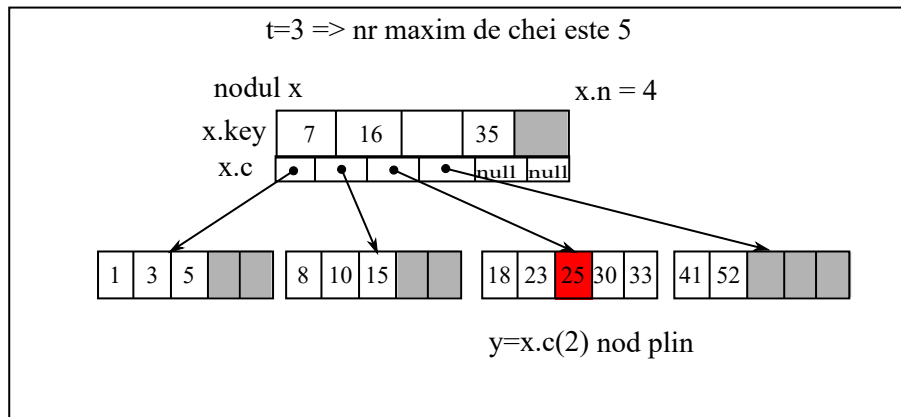 t=3 => nr maxim de chei este 5
nodul x x.n = 4
x.key 7 16 35
x.c null null
1 3 5 8 10 15 18 23 25 30 33 41 52
y=x.c(2) nod plin